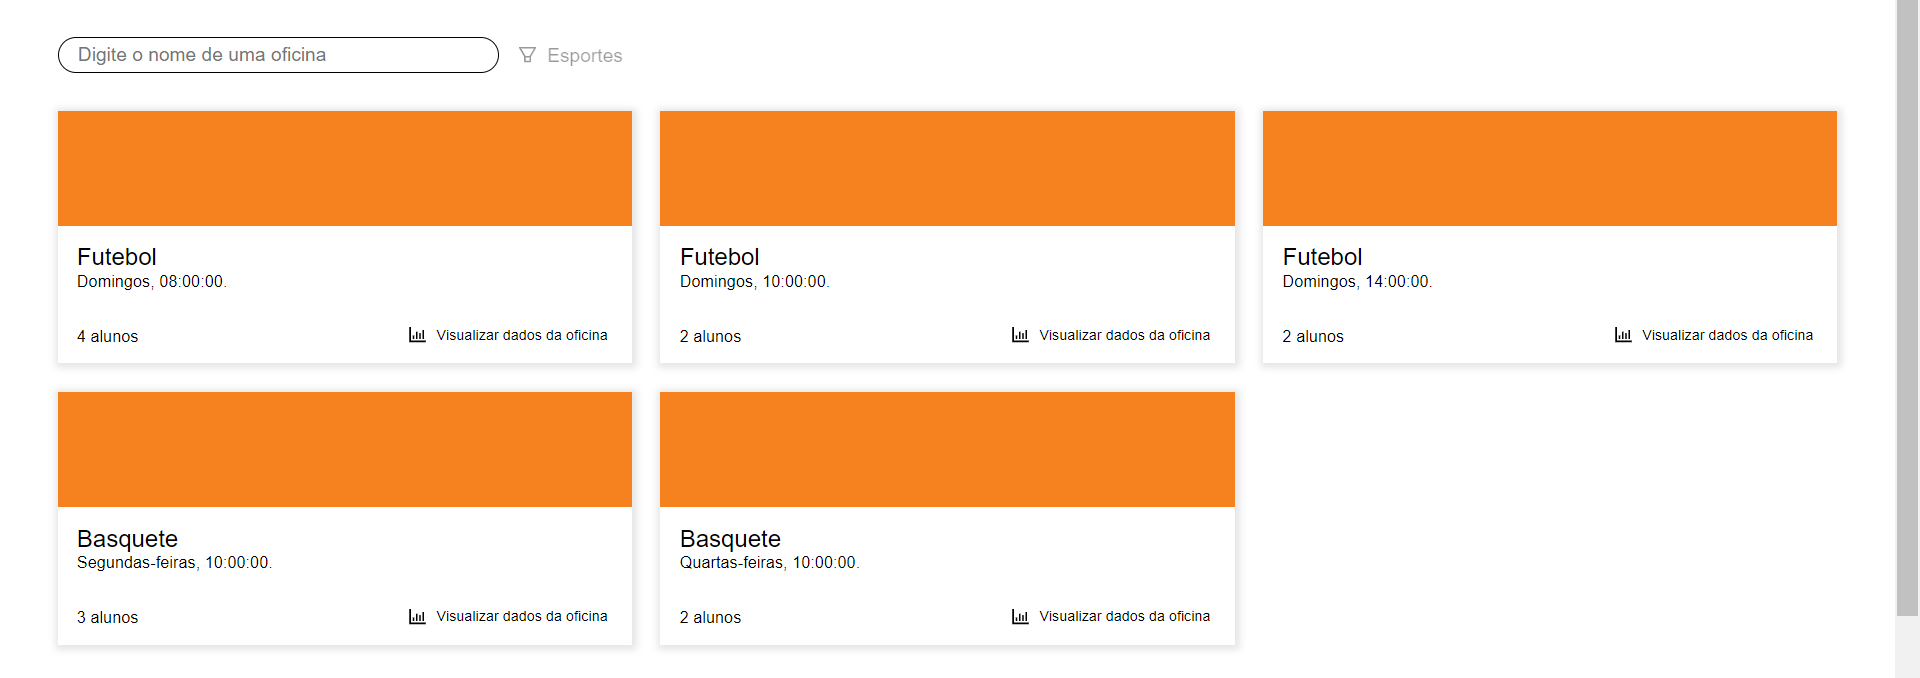 Digite o nome de uma oficina
Esportes
Futebol
Domingos, 08:00:00.
4 alunos
Visualizar dados da oficina
Futebol
Domingos, 10:00:00.
2 alunos
Visualizar dados da oficina
Futebol
Domingos, 14:00:00.
2 alunos
Visualizar dados da oficina
Basquete
Segundas-feiras, 10:00:00.
3 alunos
Visualizar dados da oficina
Basquete
Quartas-feiras, 10:00:00.
2 alunos
Visualizar dados da oficina